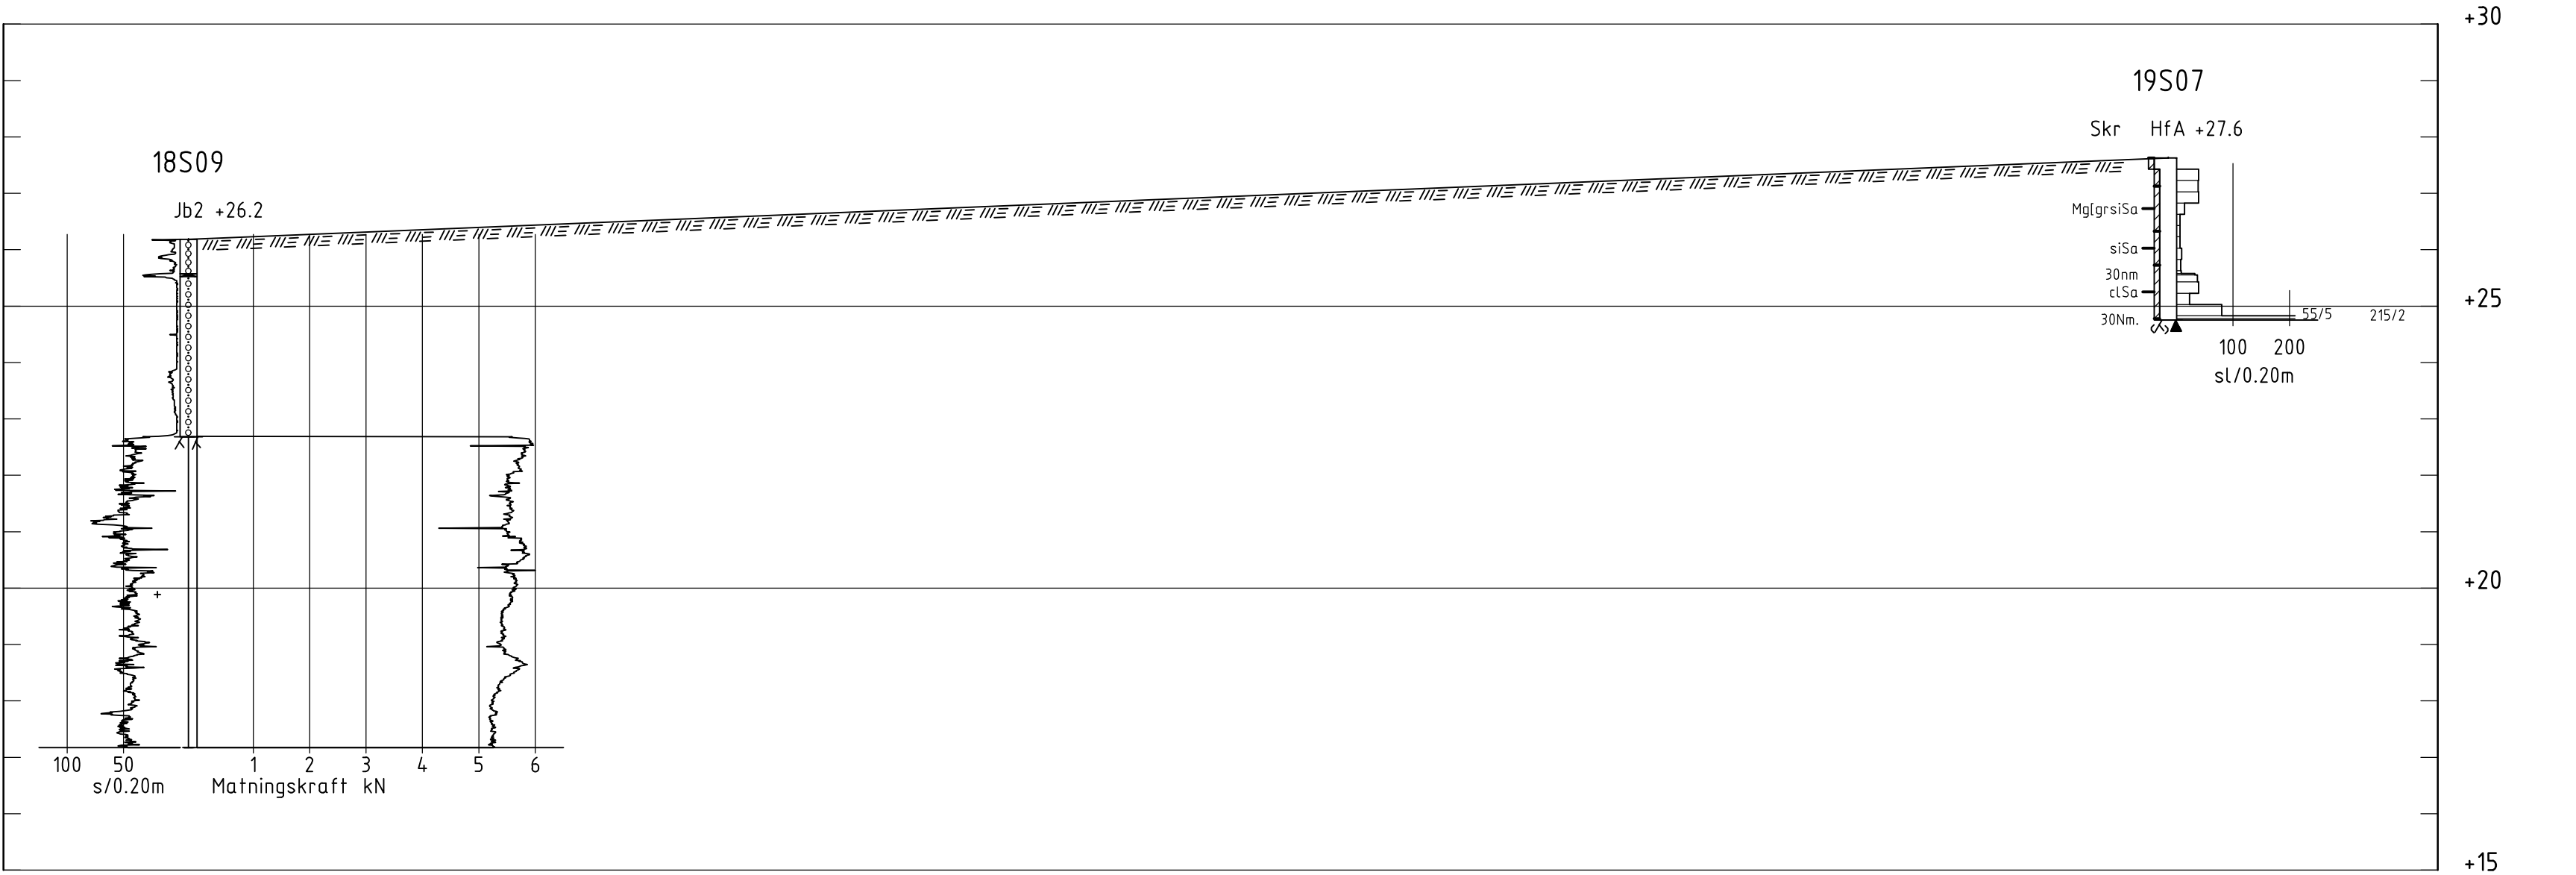 +30
19S07
Skr HfA +27.6
18S09
Jb2 +26.2
Mg[grsiSa
siSa
30nm
clSa
+25
30Nm.
55/5 215/2
100 200
sl/0.20m
+20
100 50 1 2 3 4 5 6
s/0.20m Matningskraft kN
+15